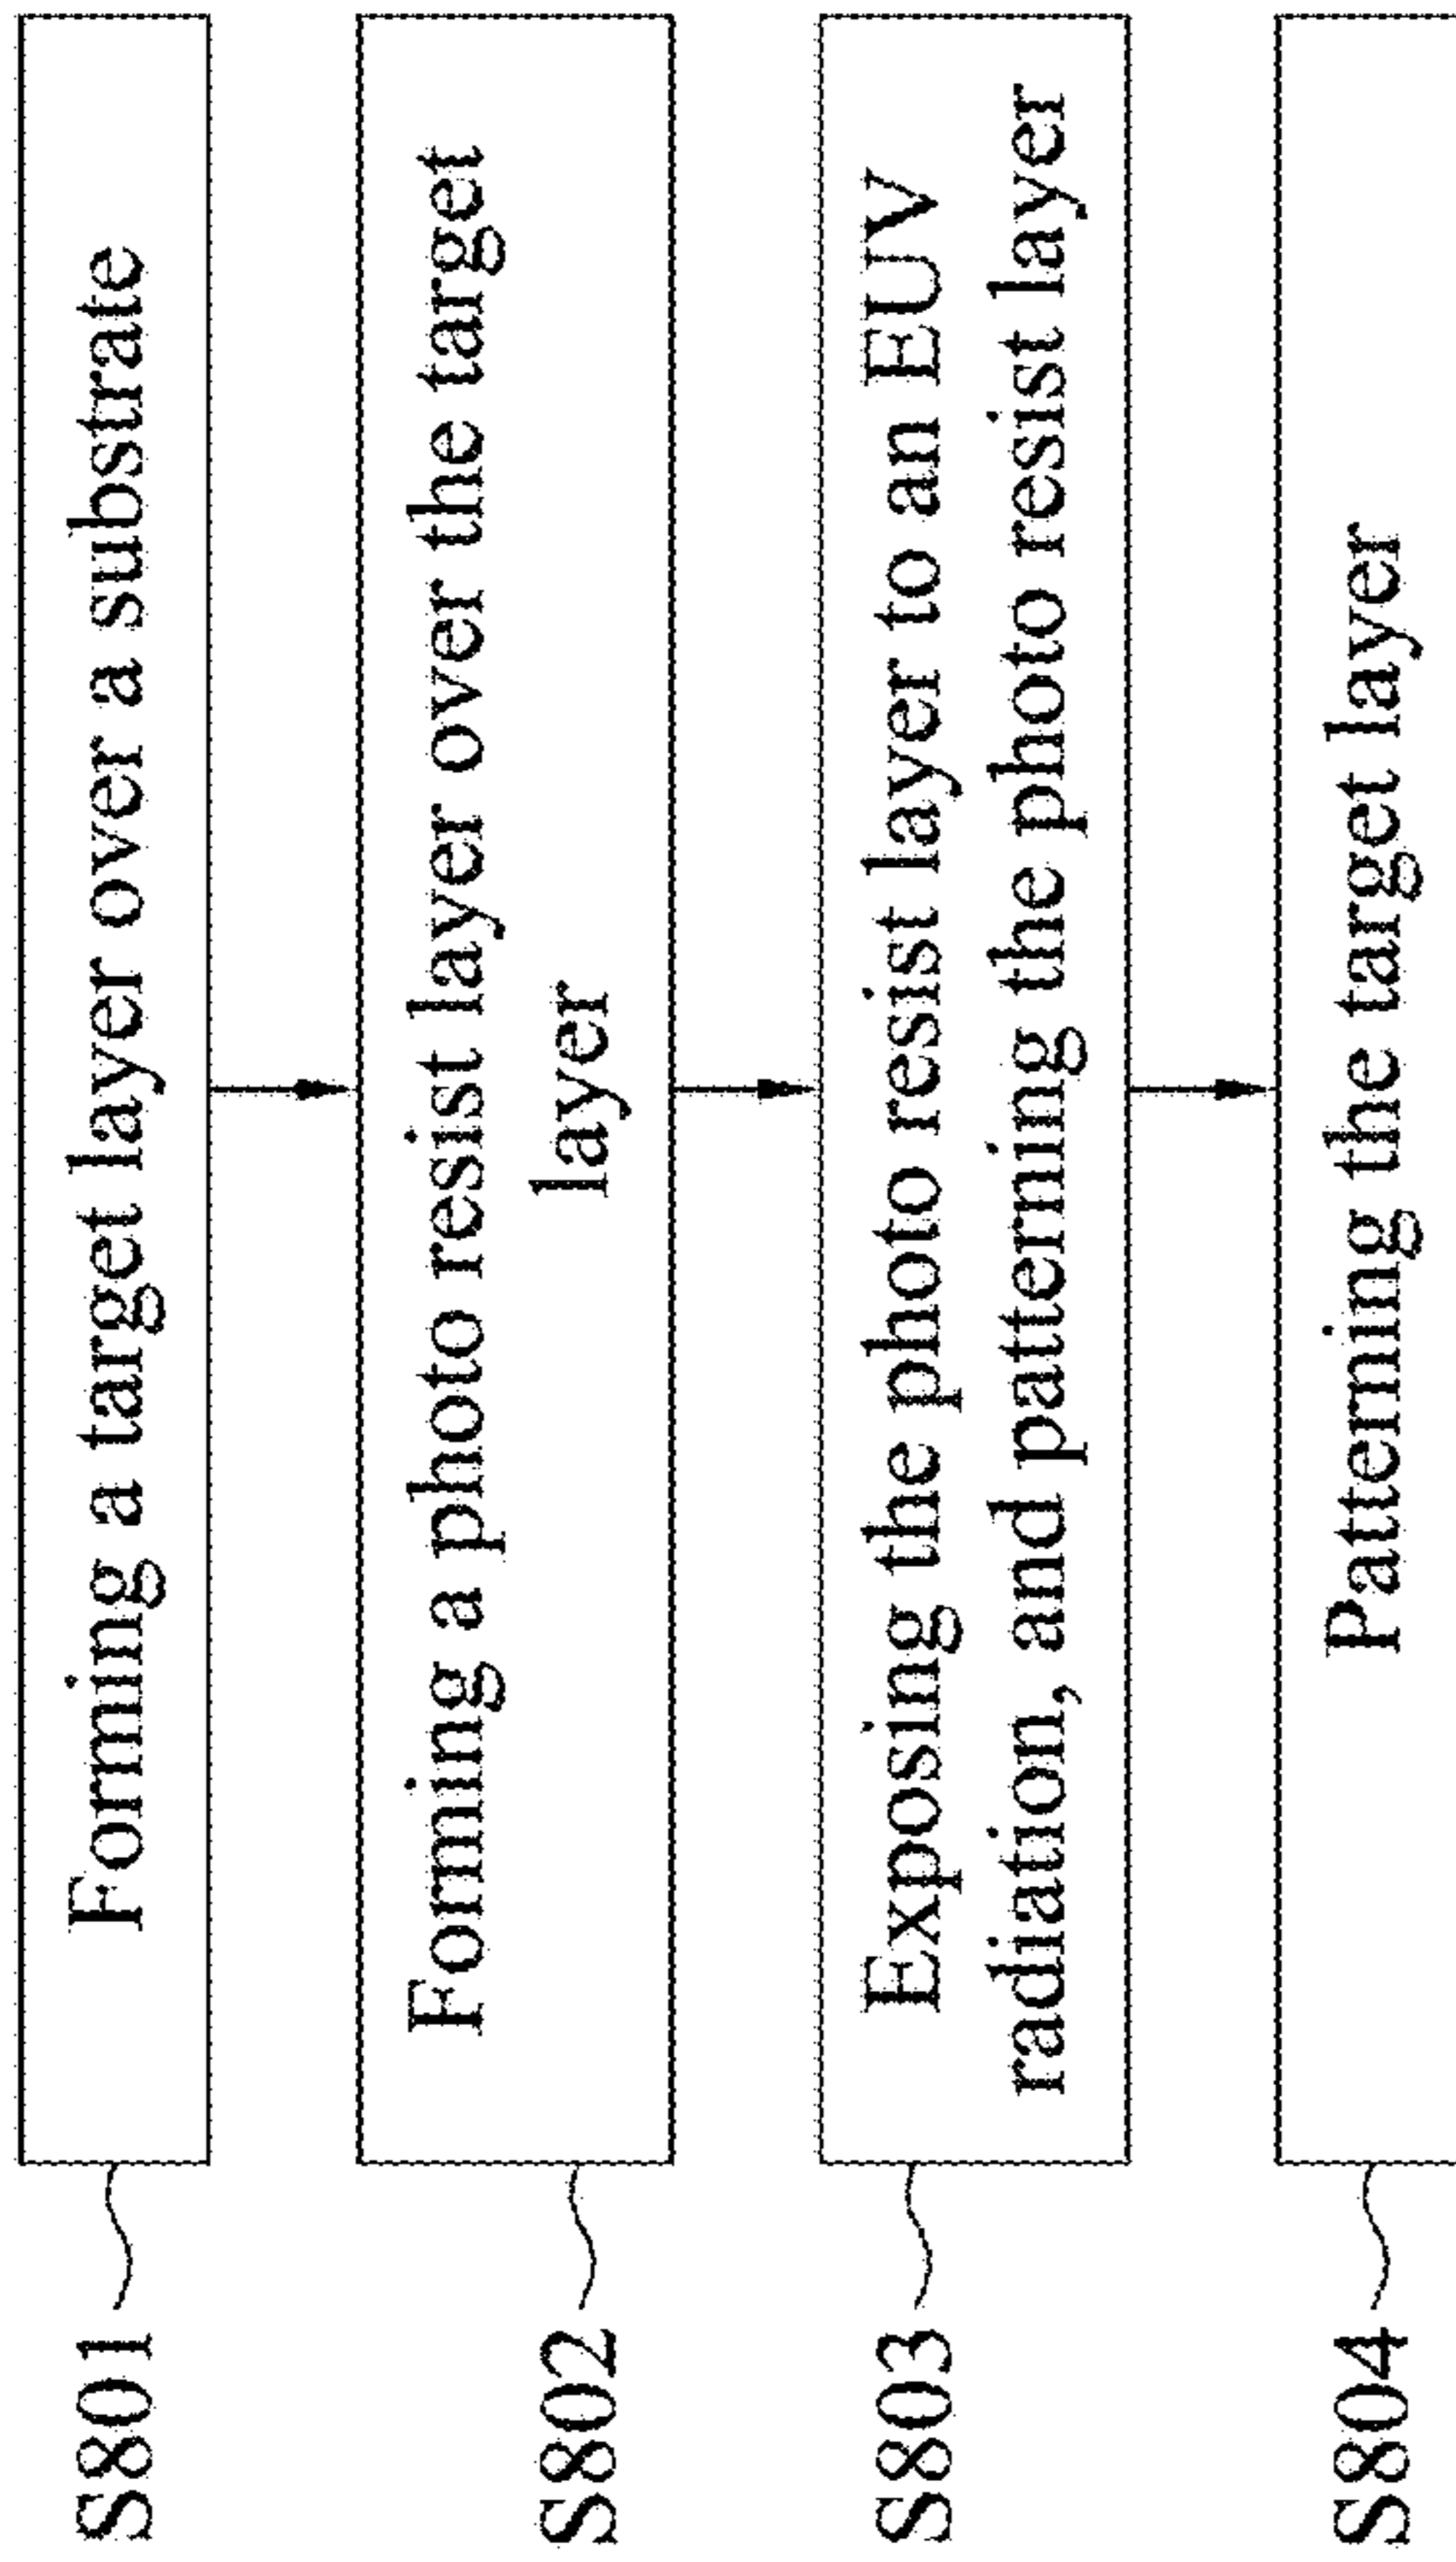 S801
Forming a target layer over a substrate
S802
Forming a photo resist layer over the target
layer
S803
Exposing the photo resist layer to an EUV
radiation, and patterning the photo resist layer
S804
Patterning the target layer